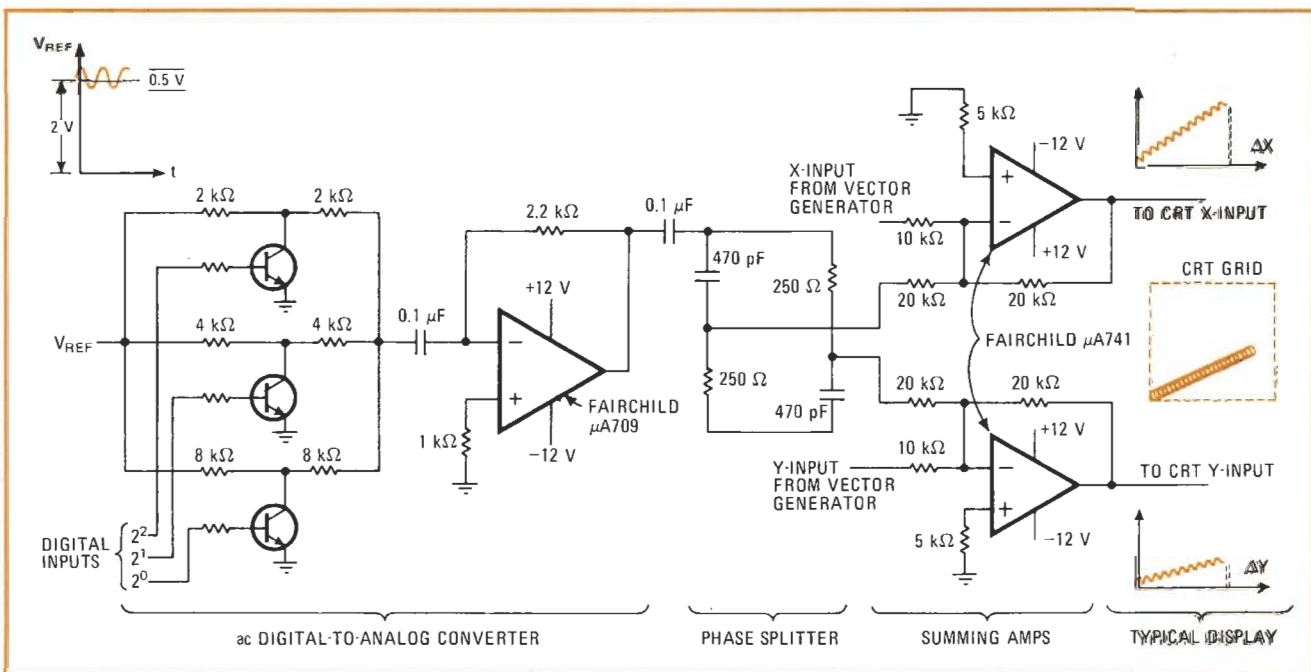 V_REF
0.5 V
2 V
t
2 kΩ
2 kΩ
4 kΩ
4 kΩ
V_REF
8 kΩ
8 kΩ
DIGITAL
INPUTS
2²
2¹
2⁰
0.1 µF
2.2 kΩ
+12 V
−
+
1 kΩ
−12 V
FAIRCHILD
µA709
0.1 µF
470 pF
250 Ω
250 Ω
470 pF
5 kΩ
−12 V
X-INPUT
FROM VECTOR
GENERATOR
10 kΩ
+
−
+12 V
20 kΩ
20 kΩ
FAIRCHILD µA741
20 kΩ
20 kΩ
+12 V
10 kΩ
Y-INPUT
FROM VECTOR
GENERATOR
−
+
5 kΩ
−12 V
ΔX
TO CRT X-INPUT
CRT GRID
TO CRT Y-INPUT
ΔY
ac DIGITAL-TO-ANALOG CONVERTER
PHASE SPLITTER
SUMMING AMPS
TYPICAL DISPLAY